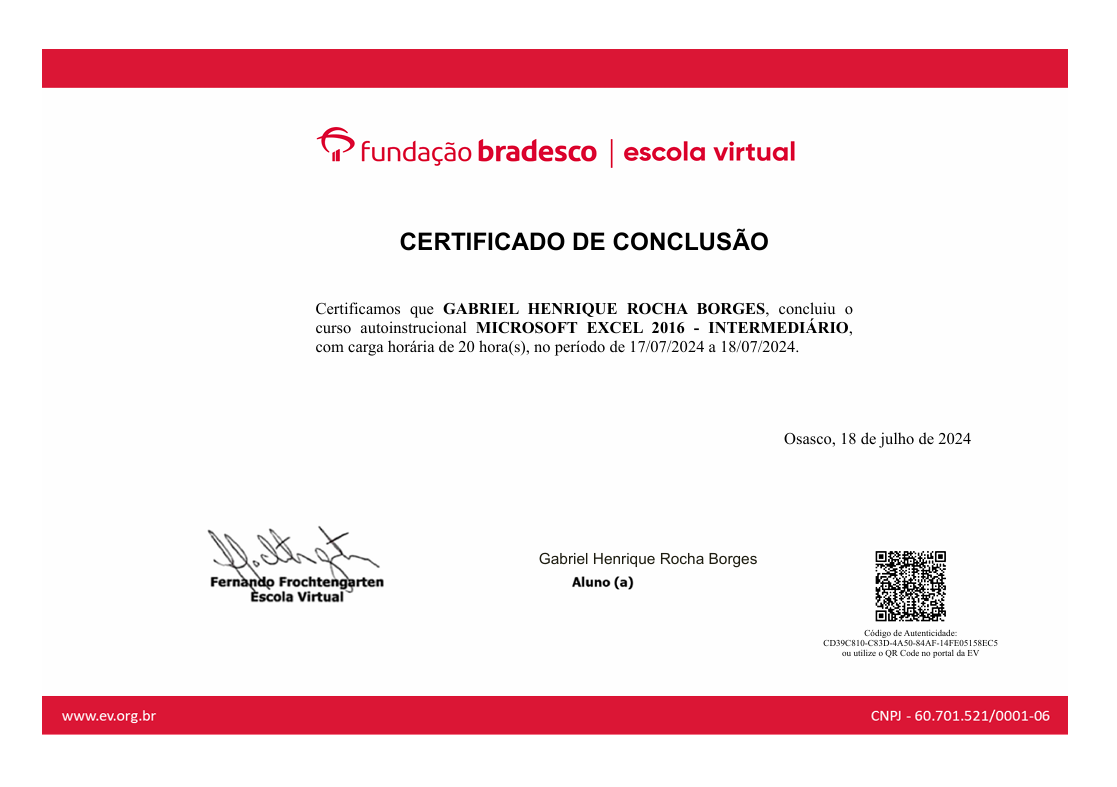 fundação bradesco | escola virtual
CERTIFICADO DE CONCLUSÃO
Certificamos que GABRIEL HENRIQUE ROCHA BORGES, concluiu o
curso autoinstrucional MICROSOFT EXCEL 2016 - INTERMEDIÁRIO,
com carga horária de 20 hora(s), no período de 17/07/2024 a 18/07/2024.
Osasco, 18 de julho de 2024
Fernando Frochtengarten
Escola Virtual
Gabriel Henrique Rocha Borges
Aluno (a)
Código de Autenticidade:
CD39C810-C83D-4A50-84AF-14FE05158EC5
ou utilize o QR Code no portal da EV
www.ev.org.br
CNPJ - 60.701.521/0001-06